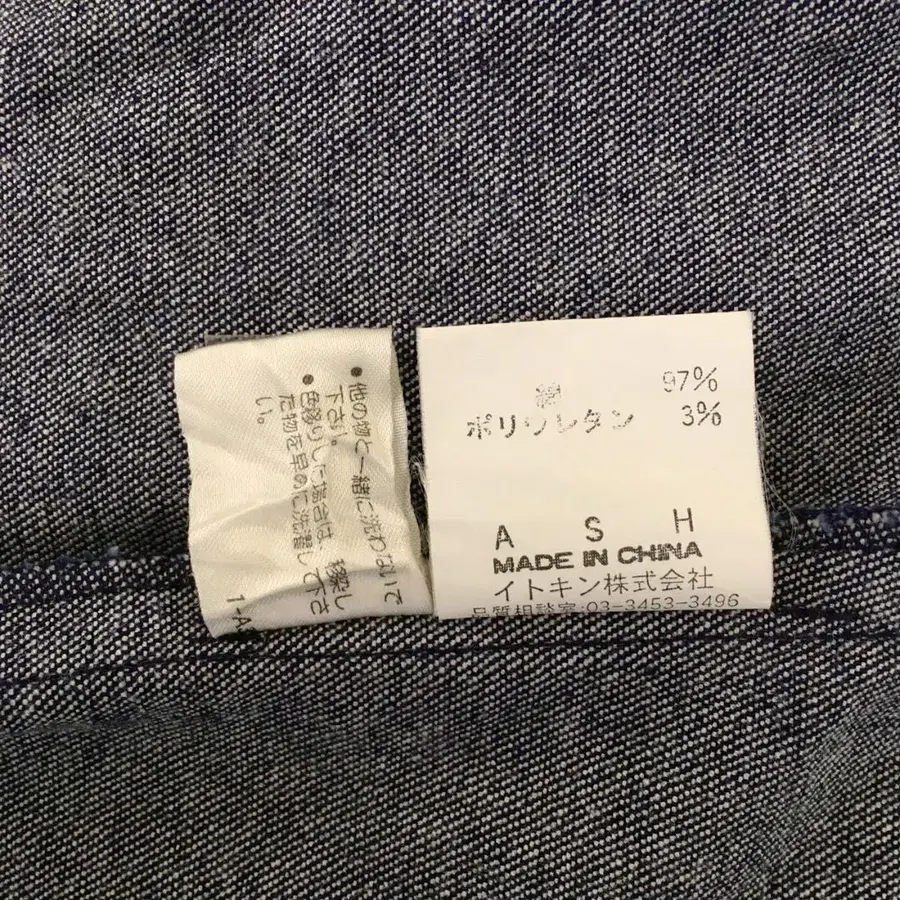 • 他の物と一緒に洗わないで
下さい。
• 色移りした場合は、
た物を早めに洗濯して下さ
い。
綿 97%
ポリウレタン 3%
A S H
MADE IN CHINA
イトキン株式会社
品質相談室:03-3453-3496